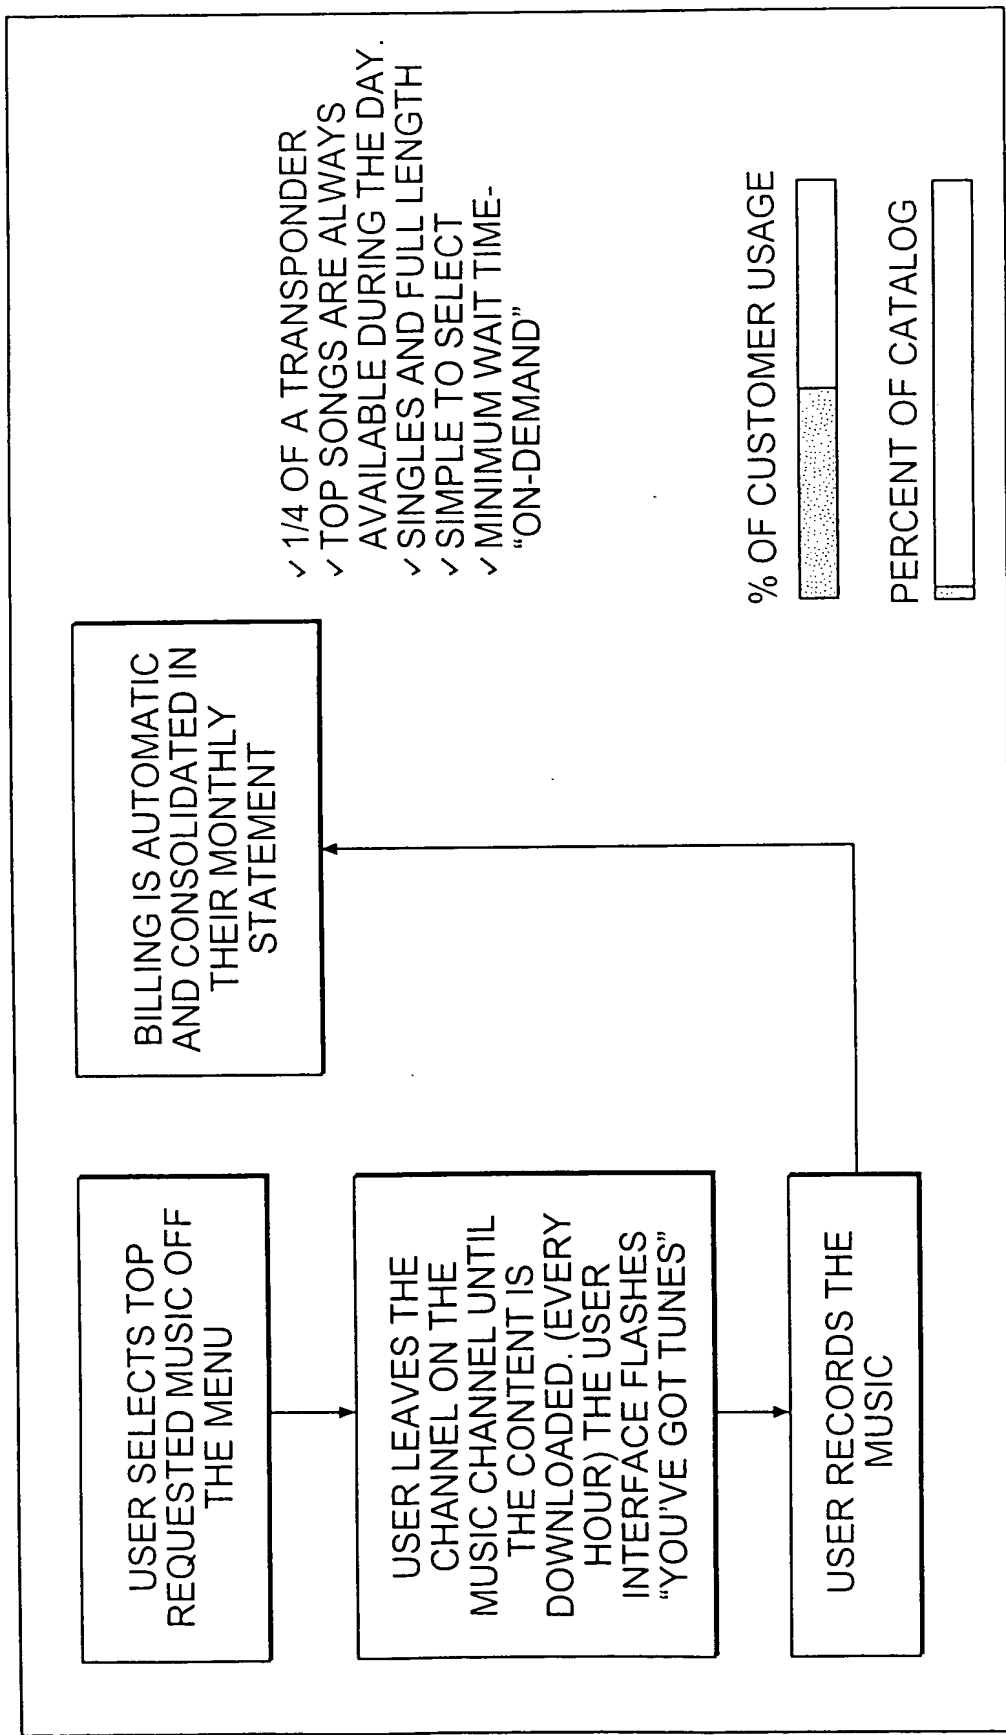 USER SELECTS TOP
REQUESTED MUSIC OFF
THE MENU
USER LEAVES THE
CHANNEL ON THE
MUSIC CHANNEL UNTIL
THE CONTENT IS
DOWNLOADED. (EVERY
HOUR) THE USER
INTERFACE FLASHES
“YOU'VE GOT TUNES”
USER RECORDS THE
MUSIC
BILLING IS AUTOMATIC
AND CONSOLIDATED IN
THEIR MONTHLY
STATEMENT
✓ 1/4 OF A TRANSPONDER
✓ TOP SONGS ARE ALWAYS
AVAILABLE DURING THE DAY.
✓ SINGLES AND FULL LENGTH
✓ SIMPLE TO SELECT
✓ MINIMUM WAIT TIME-
“ON-DEMAND”
% OF CUSTOMER USAGE
PERCENT OF CATALOG